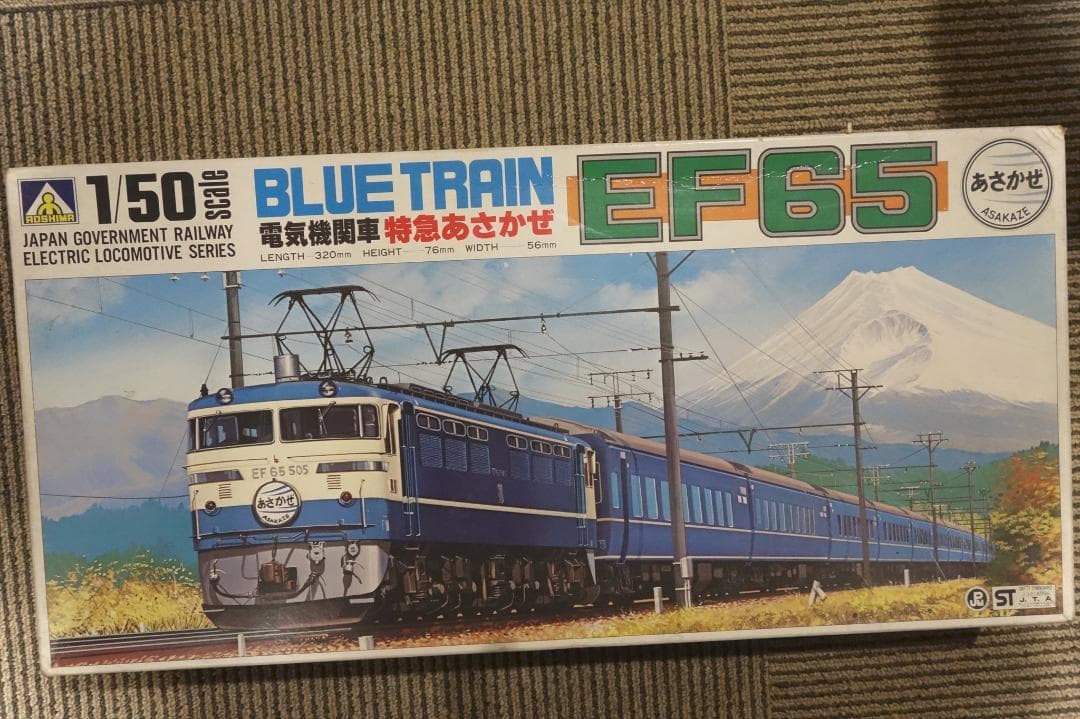 AOSHIMA
1/50 scale
JAPAN GOVERNMENT RAILWAY
ELECTRIC LOCOMOTIVE SERIES
BLUE TRAIN
電気機関車 特急あさかぜ
LENGTH—320mm HEIGHT—76mm WIDTH—56mm
EF65
あさかぜ
ASAKAZE
EF 65 505
あさかぜ
ASAKAZE
ST
J.T.A